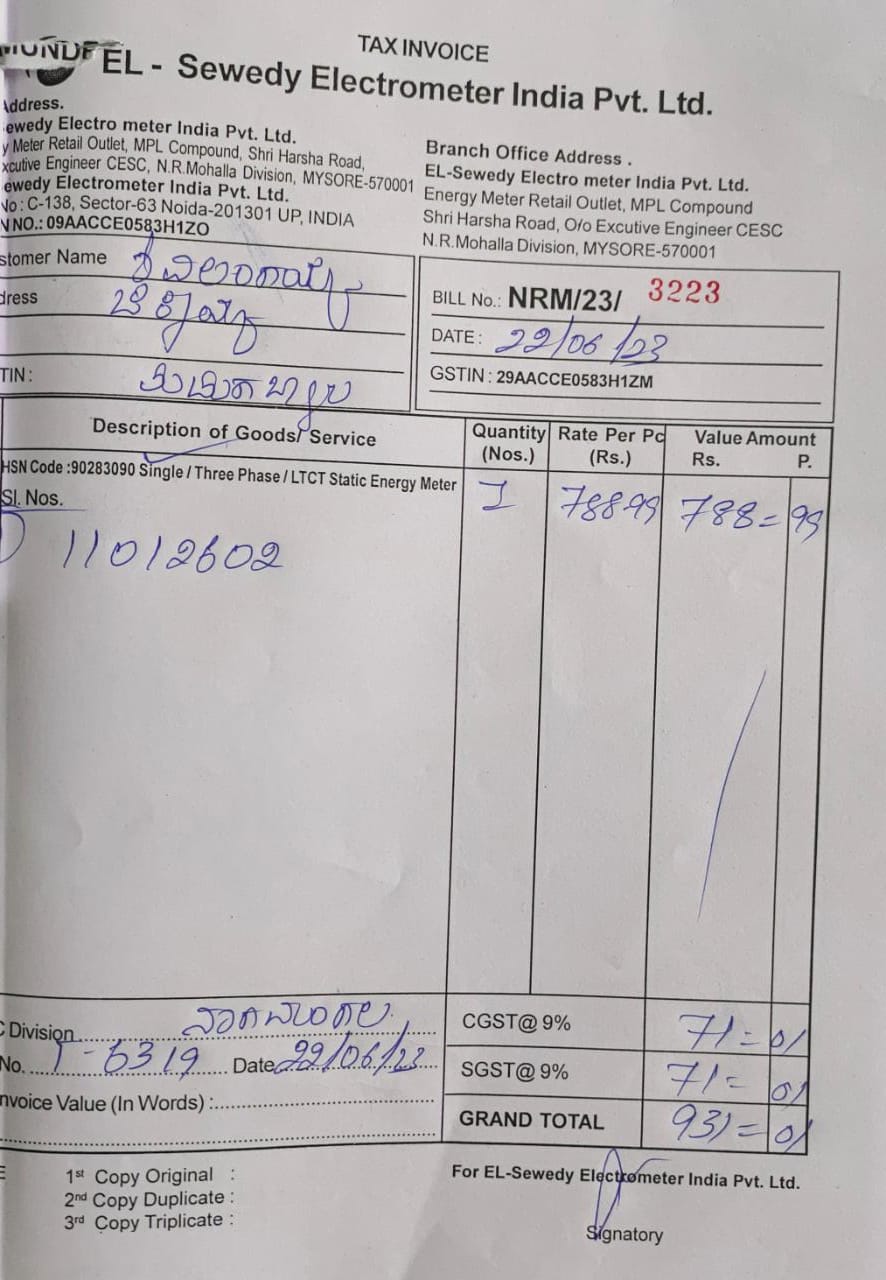 TAX INVOICE
EL - Sewedy Electrometer India Pvt. Ltd.
Address.
ewedy Electro meter India Pvt. Ltd.
y Meter Retail Outlet, MPL Compound, Shri Harsha Road,
xcutive Engineer CESC, N.R.Mohalla Division, MYSORE-570001
ewedy Electrometer India Pvt. Ltd.
No : C-138, Sector-63 Noida-201301 UP, INDIA
N NO.: 09AACCE0583H1ZO
Branch Office Address .
EL-Sewedy Electro meter India Pvt. Ltd.
Energy Meter Retail Outlet, MPL Compound
Shri Harsha Road, O/o Excutive Engineer CESC
N.R.Mohalla Division, MYSORE-570001
stomer Name
dress
TIN :
BILL No.: NRM/23/ 3223
DATE : 22/06/23
GSTIN : 29AACCE0583H1ZM
Description of Goods/ Service Quantity (Nos.) Rate Per Pc (Rs.) Value Amount Rs. P.
HSN Code :90283090 Single / Three Phase / LTCT Static Energy Meter
Sl. Nos. 1 78899 788=99
11012602
C Division
No. 1-6319 Date 22/06/23
nvoice Value (In Words) :
CGST@ 9% 71=01
SGST@ 9% 71=01
GRAND TOTAL 931=01
1st Copy Original :
2nd Copy Duplicate :
3rd Copy Triplicate :
For EL-Sewedy Electrometer India Pvt. Ltd.
Signatory